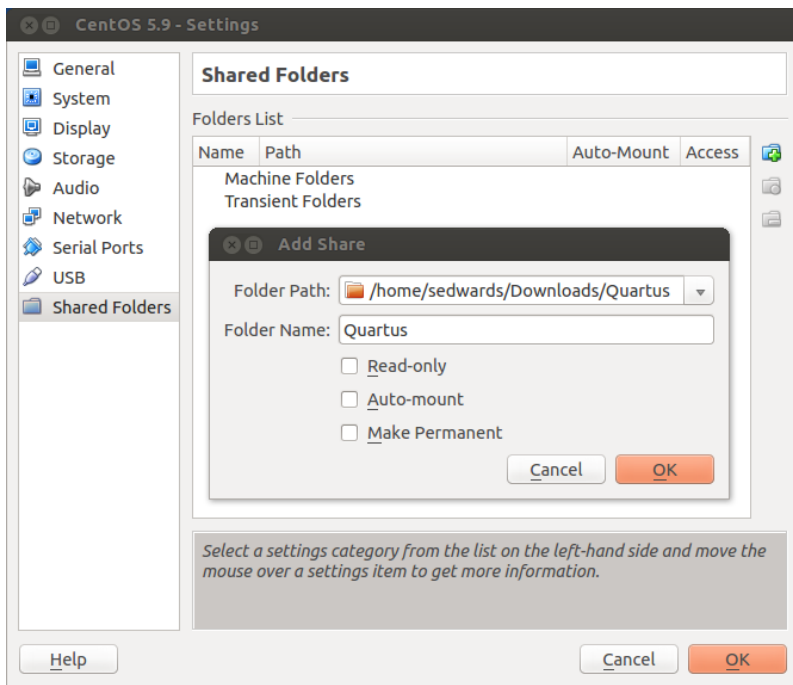 CentOS 5.9 - Settings
General
System
Display
Storage
Audio
Network
Serial Ports
USB
Shared Folders
Shared Folders
Folders List
Name Path Auto-Mount Access
Machine Folders
Transient Folders
Add Share
Folder Path: /home/sedwards/Downloads/Quartus
Folder Name: Quartus
Read-only
Auto-mount
Make Permanent
Cancel OK
Select a settings category from the list on the left-hand side and move the
mouse over a settings item to get more information.
Help Cancel OK